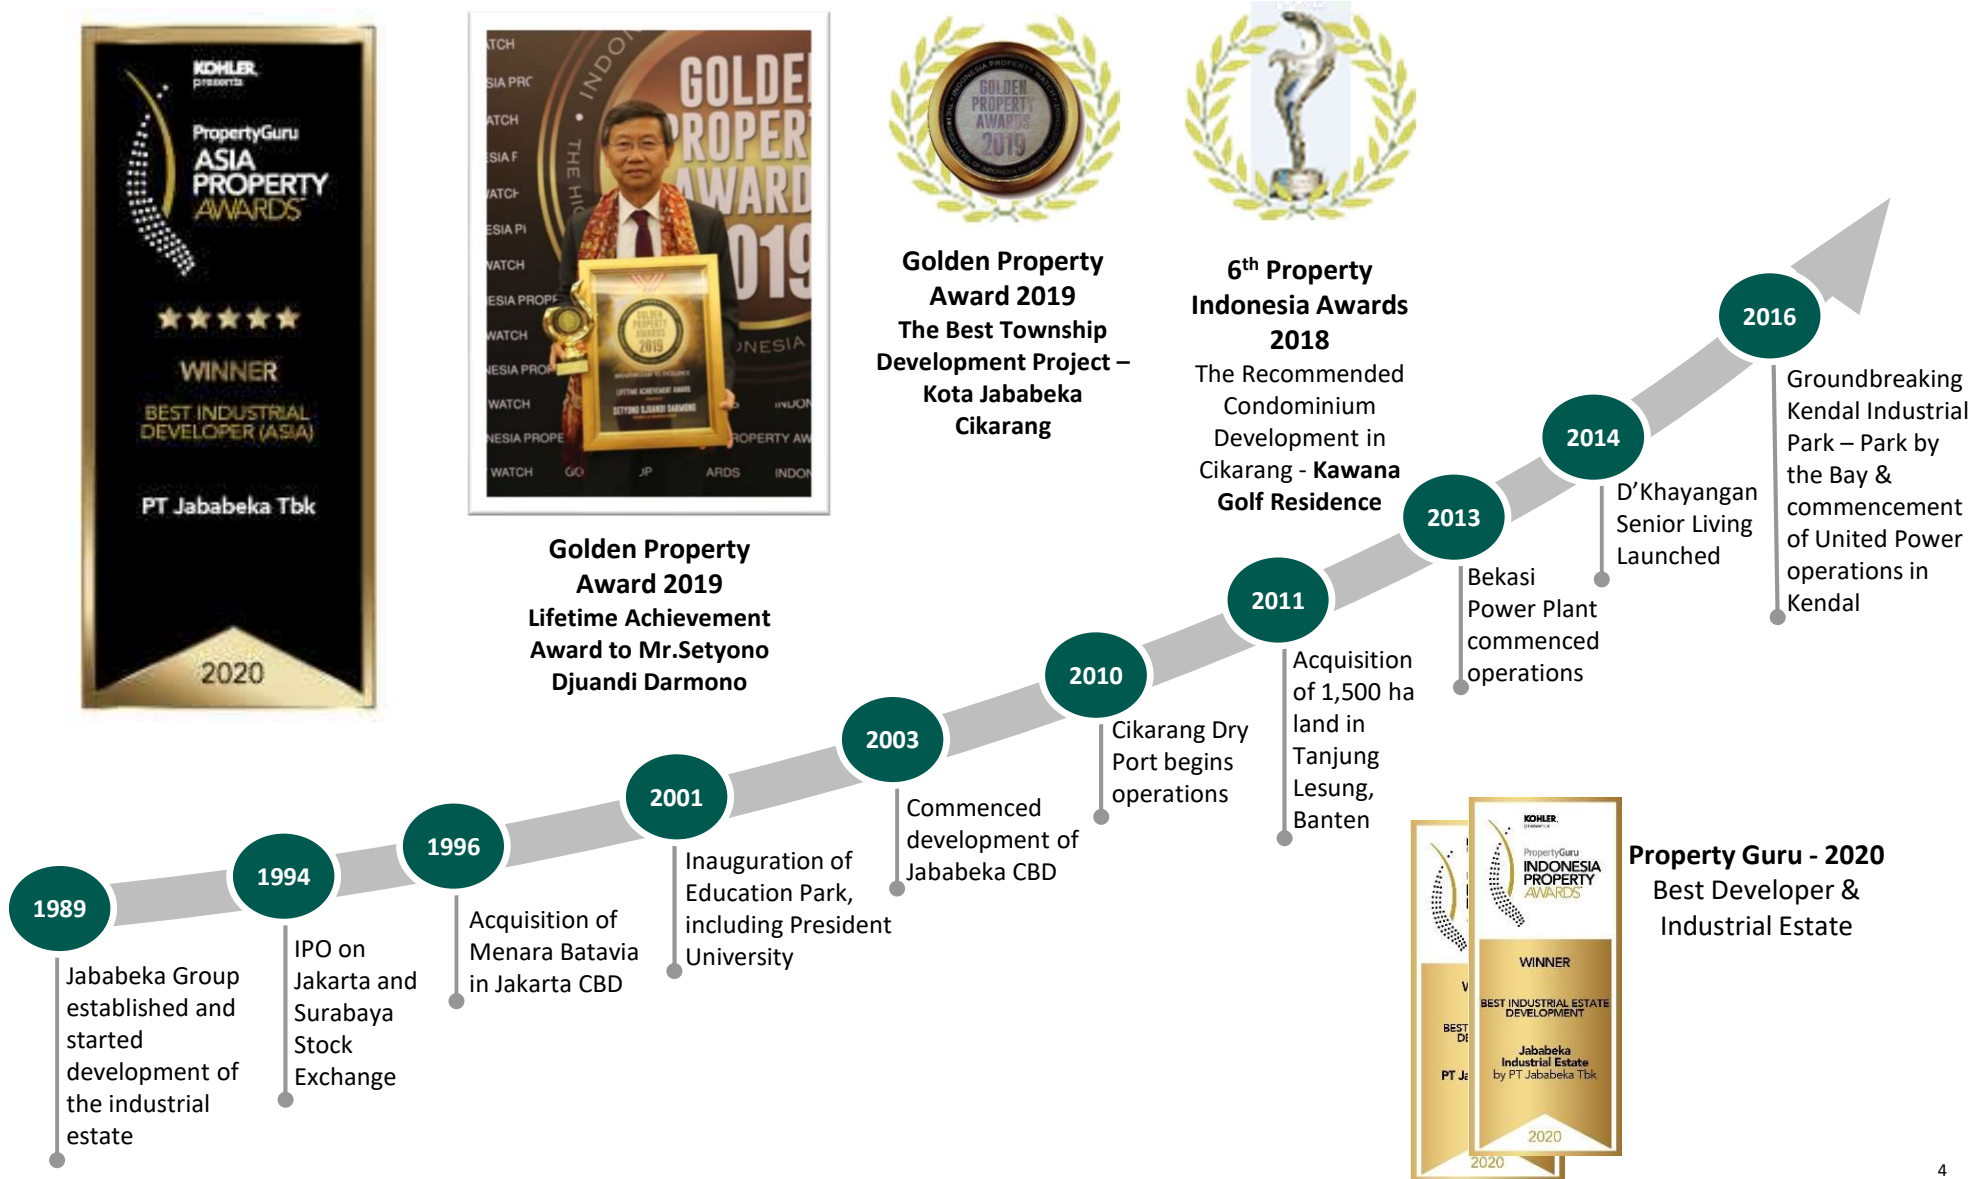 KOHLER
presents
PropertyGuru
ASIA
PROPERTY
AWARDS
WINNER
BEST INDUSTRIAL
DEVELOPER (ASIA)
PT Jababeka Tbk
2020
GOLDEN
PROPERTY
AWARDS
2019
LIFETIME ACHIEVEMENT AWARD
SETYONO DJUANDI DARMONO
Golden Property
Award 2019
Lifetime Achievement
Award to Mr.Setyono
Djuandi Darmono
GOLDEN
PROPERTY
AWARDS
2019
Golden Property
Award 2019
The Best Township
Development Project –
Kota Jababeka
Cikarang
6th Property
Indonesia Awards
2018
The Recommended
Condominium
Development in
Cikarang - Kawana
Golf Residence
1989
Jababeka Group
established and
started
development of
the industrial
estate
1994
IPO on
Jakarta and
Surabaya
Stock
Exchange
1996
Acquisition of
Menara Batavia
in Jakarta CBD
2001
Inauguration of
Education Park,
including President
University
2003
Commenced
development of
Jababeka CBD
2010
Cikarang Dry
Port begins
operations
2011
Acquisition
of 1,500 ha
land in
Tanjung
Lesung,
Banten
2013
Bekasi
Power Plant
commenced
operations
2014
D’Khayangan
Senior Living
Launched
2016
Groundbreaking
Kendal Industrial
Park – Park by
the Bay &
commencement
of United Power
operations in
Kendal
KOHLER
PropertyGuru
INDONESIA
PROPERTY
AWARDS
WINNER
BEST INDUSTRIAL ESTATE
DEVELOPMENT
Jababeka
Industrial Estate
by PT Jababeka Tbk
2020
2020
Property Guru - 2020
Best Developer &
Industrial Estate
4